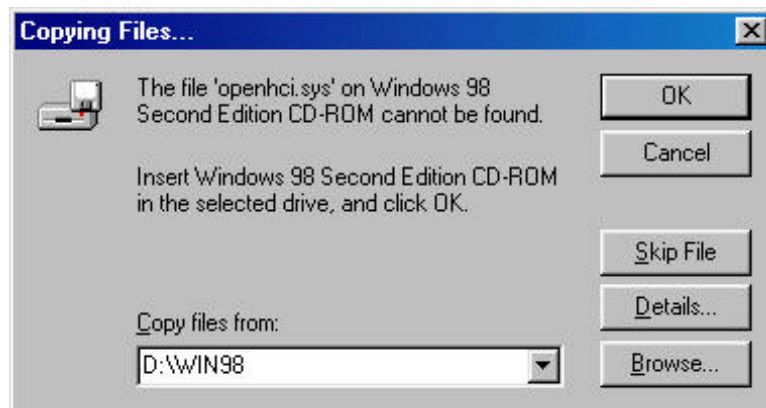 Copying Files...
The file 'openhci.sys' on Windows 98
Second Edition CD-ROM cannot be found.
Insert Windows 98 Second Edition CD-ROM
in the selected drive, and click OK.
Copy files from:
D:\WIN98
OK
Cancel
Skip File
Details...
Browse...